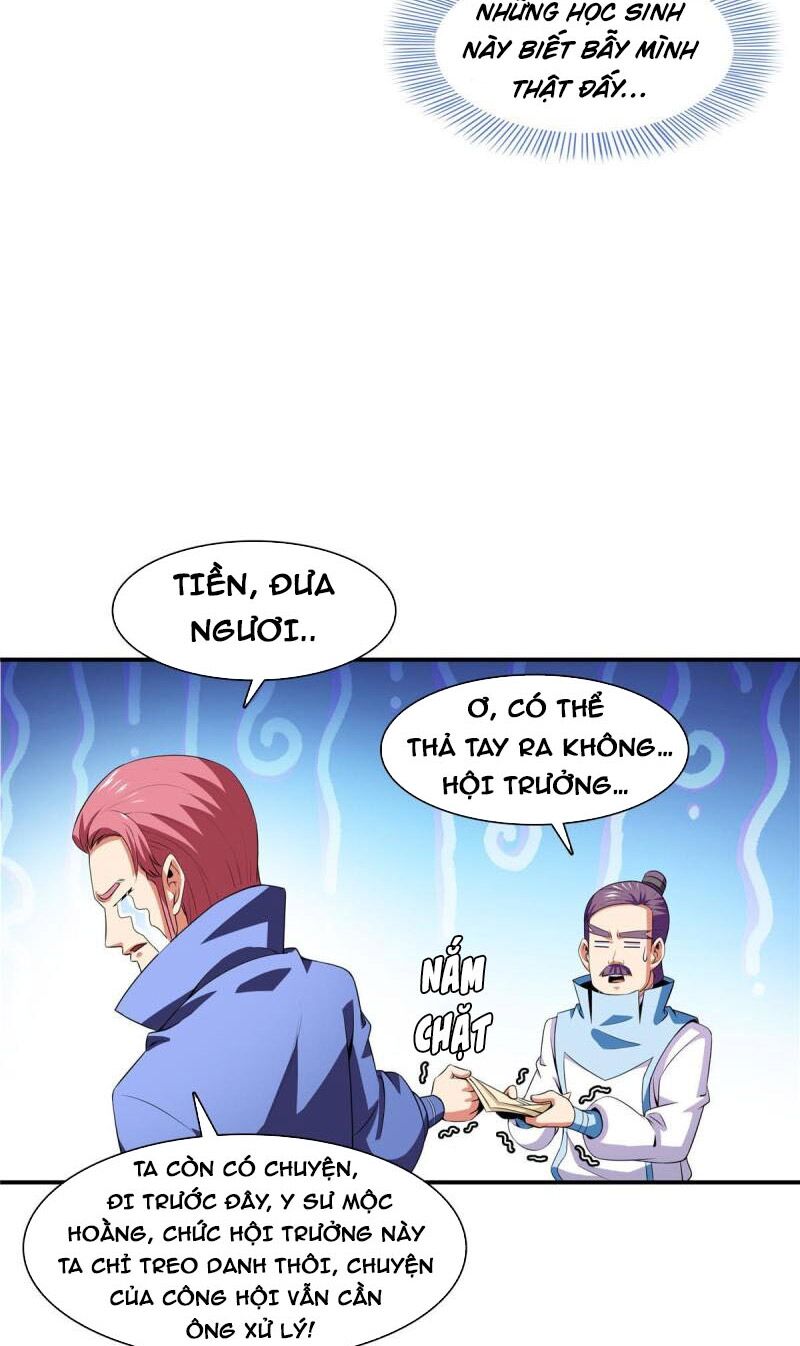 NHỮNG HỌC SINH
NÀY BIẾT BẪY MÌNH
THẬT ĐẤY...
TIỀN, ĐƯA
NGƯƠI..
Ơ, CÓ THỂ
THẢ TAY RA KHÔNG...
HỘI TRƯỞNG...
NẮM
CHẶT
TA CÒN CÓ CHUYỆN,
ĐI TRƯỚC ĐÂY, Y SƯ MỘC
HOẰNG, CHỨC HỘI TRƯỞNG NÀY
TA CHỈ TREO DANH THÔI, CHUYỆN
CỦA CÔNG HỘI VẪN CẦN
ÔNG XỬ LÝ!